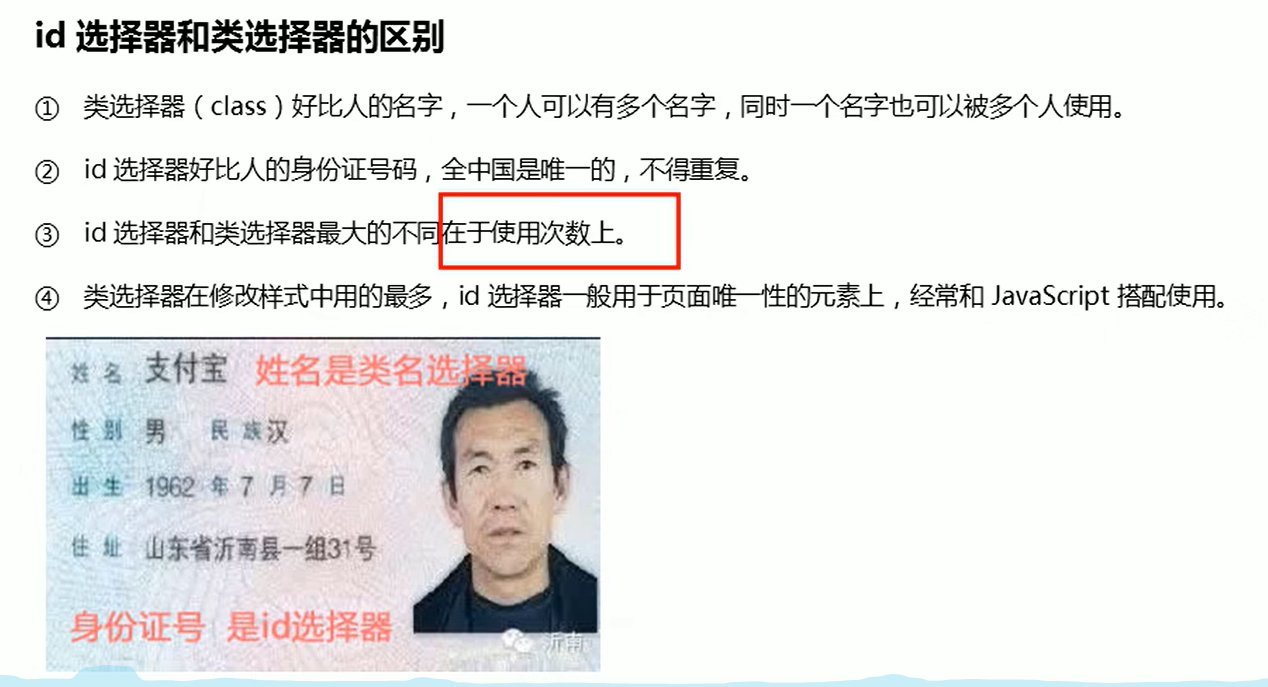 id 选择器和类选择器的区别
① 类选择器（class）好比人的名字，一个人可以有多个名字，同时一个名字也可以被多个人使用。
② id 选择器好比人的身份证号码，全中国是唯一的，不得重复。
③ id 选择器和类选择器最大的不同在于使用次数上。
④ 类选择器在修改样式中用的最多，id 选择器一般用于页面唯一性的元素上，经常和 JavaScript 搭配使用。
姓名 支付宝 姓名是类名选择器
性别 男 民族汉
出生 1962 年 7 月 7 日
住址 山东省沂南县一组31号
身份证号 是id选择器
沂南